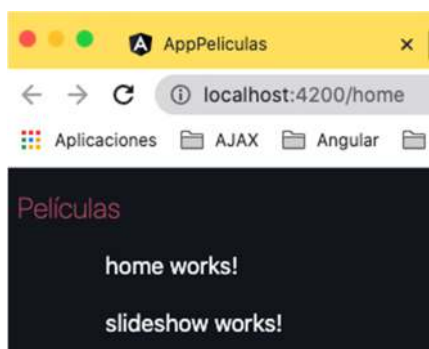 AppPeliculas
localhost:4200/home
Aplicaciones AJAX Angular
Películas
home works!
slideshow works!